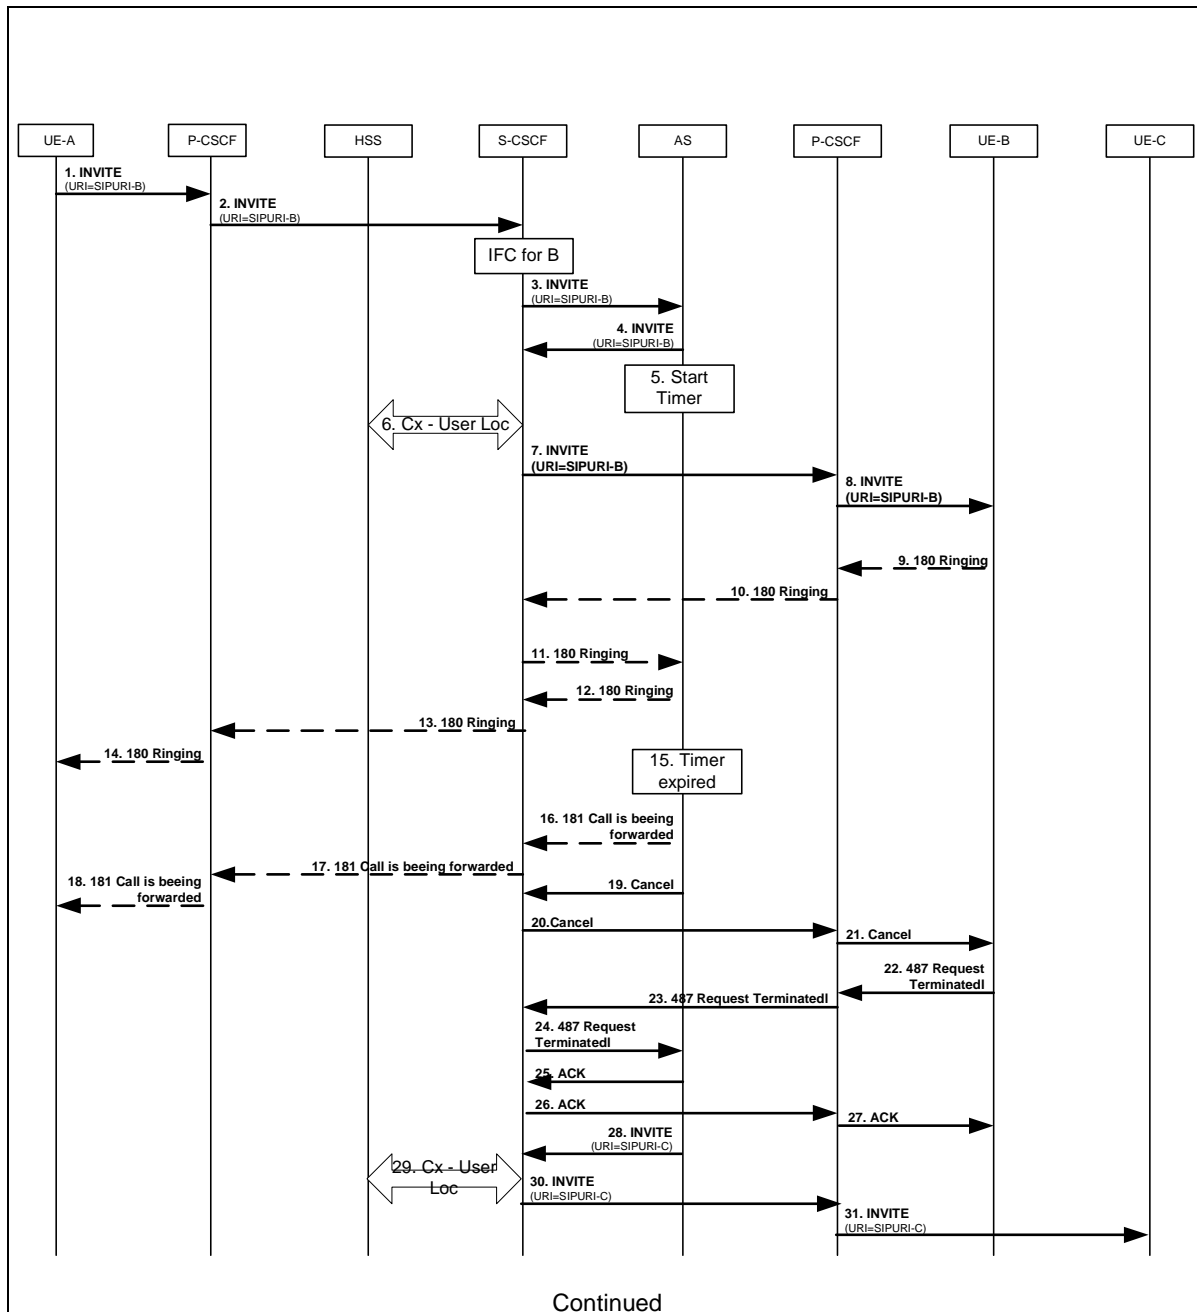 UE-A
P-CSCF
HSS
S-CSCF
AS
P-CSCF
UE-B
UE-C
1. INVITE
(URI=SIPURI-B)
2. INVITE
(URI=SIPURI-B)
IFC for B
3. INVITE
(URI=SIPURI-B)
4. INVITE
(URI=SIPURI-B)
5. Start
Timer
6. Cx - User Loc
7. INVITE
(URI=SIPURI-B)
8. INVITE
(URI=SIPURI-B)
9. 180 Ringing
10. 180 Ringing
11. 180 Ringing
12. 180 Ringing
13. 180 Ringing
14. 180 Ringing
15. Timer
expired
16. 181 Call is beeing
forwarded
17. 181 Call is beeing forwarded
18. 181 Call is beeing
forwarded
19. Cancel
20.Cancel
21. Cancel
22. 487 Request
Terminatedl
23. 487 Request Terminatedl
24. 487 Request
Terminatedl
25. ACK
26. ACK
27. ACK
28. INVITE
(URI=SIPURI-C)
29. Cx - User
Loc
30. INVITE
(URI=SIPURI-C)
31. INVITE
(URI=SIPURI-C)
Continued